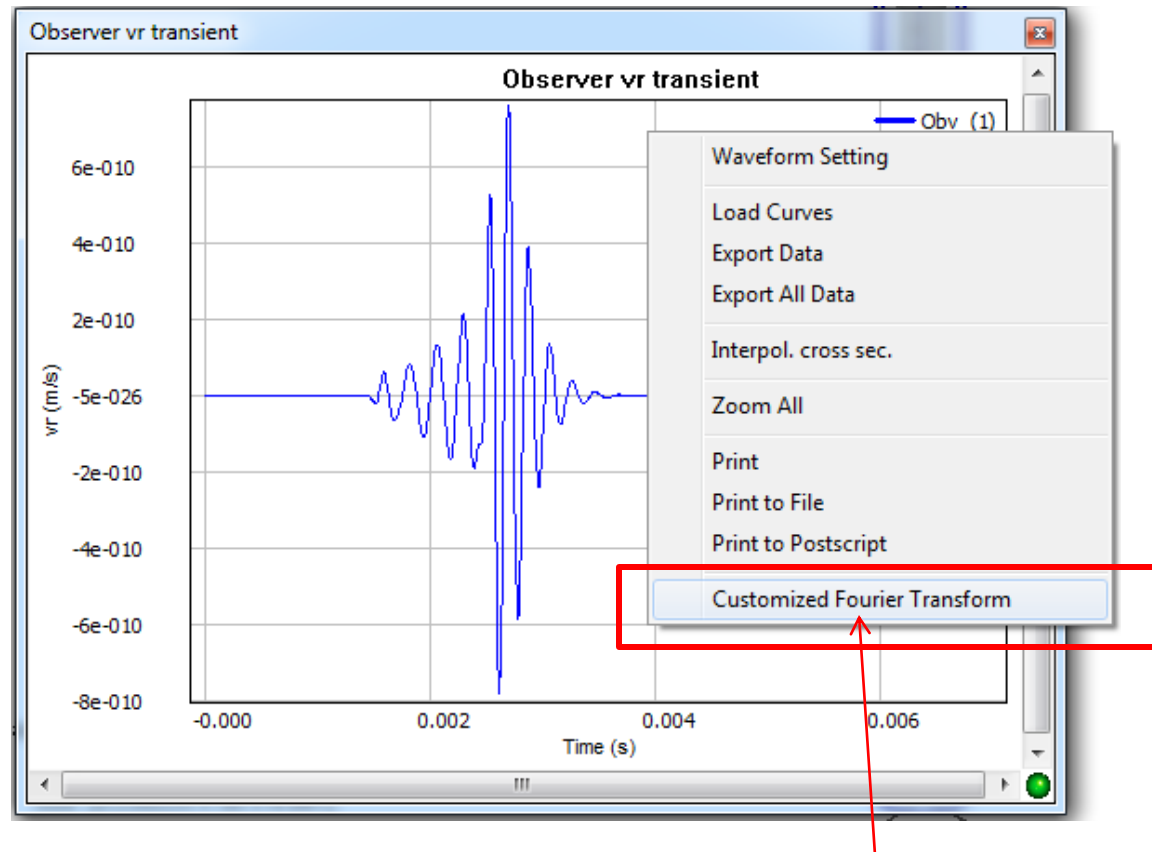 Observer vr transient
Observer vr transient
Obv (1)
6e-010
4e-010
2e-010
-5e-026
-2e-010
-4e-010
-6e-010
-8e-010
vr (m/s)
-0.000
0.002
0.004
0.006
Time (s)
Waveform Setting
Load Curves
Export Data
Export All Data
Interpol. cross sec.
Zoom All
Print
Print to File
Print to Postscript
Customized Fourier Transform